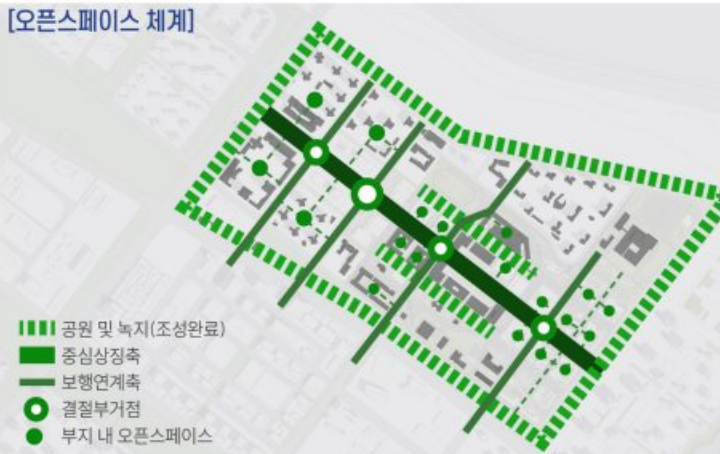 [오픈스페이스 체계]
공원 및 녹지(조성완료)
중심상징축
보행연계축
결절부거점
부지 내 오픈스페이스